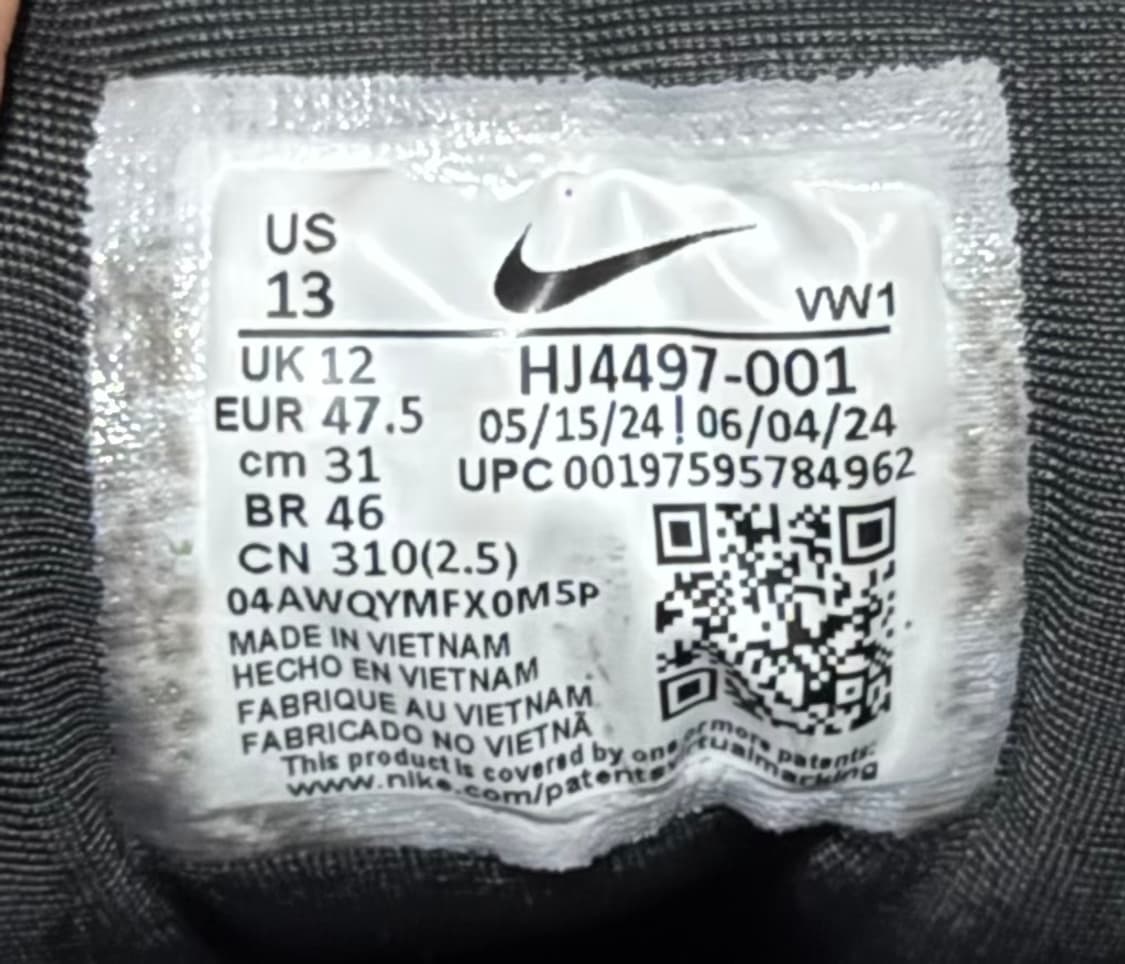 US
13
VW1
UK 12
EUR 47.5
cm 31
BR 46
CN 310(2.5)
HJ4497-001
05/15/24 | 06/04/24
UPC 00197595784962
04AWQYMFX0M5P
MADE IN VIETNAM
HECHO EN VIETNAM
FABRIQUE AU VIETNAM
FABRICADO NO VIETNÃ
This product is covered by one or more patents:
www.nike.com/patentsvirtualmarking